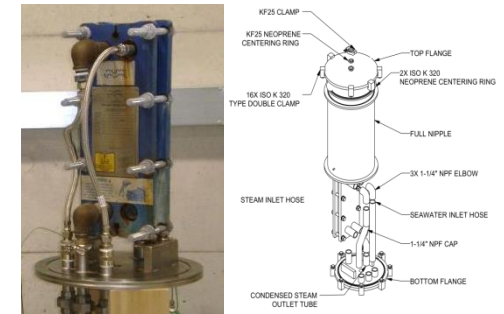 KF25 CLAMP
KF25 NEOPRENE
CENTERING RING
TOP FLANGE
2X ISO K 320
NEOPRENE CENTERING RING
16X ISO K 320
TYPE DOUBLE CLAMP
FULL NIPPLE
3X 1-1/4" NPF ELBOW
STEAM INLET HOSE
SEAWATER INLET HOSE
1-1/4" NPF CAP
BOTTOM FLANGE
CONDENSED STEAM
OUTLET TUBE